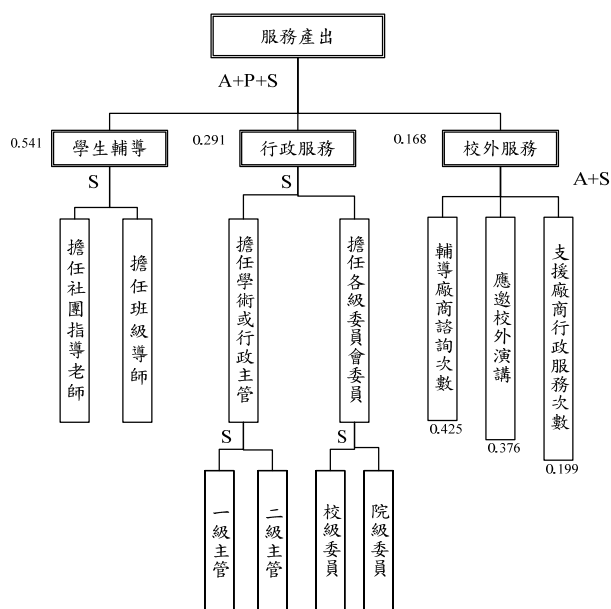 服務產出
A+P+S
0.541
學生輔導
0.291
行政服務
0.168
校外服務
S
S
A+S
擔任社團指導老師
擔任班級導師
擔任學術或行政主管
擔任各級委員會委員
輔導廠商諮詢次數
應邀校外演講
支援廠商行政服務次數
0.425
0.376
0.199
S
S
一級主管
二級主管
校級委員
院級委員